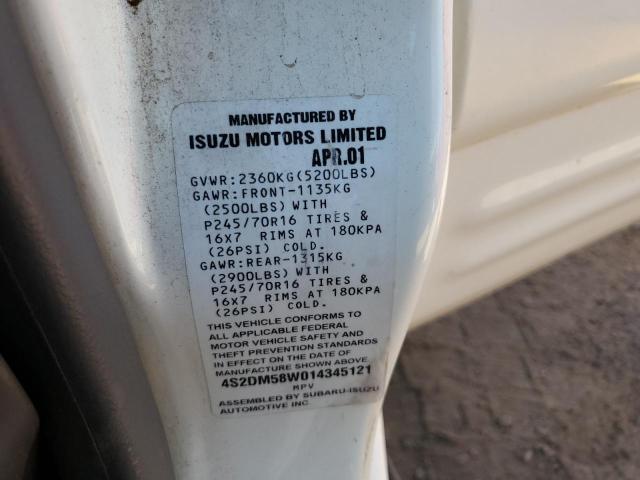 MANUFACTURED BY
ISUZU MOTORS LIMITED
APR.01
GVWR:2360KG(5200LBS)
GAWR:FRONT-1135KG
(2500LBS)WITH
P245/70R16 TIRES &
16X7 RIMS AT 180KPA
(26PSI) COLD.
GAWR:REAR-1315KG
(2900LBS)WITH
P245/70R16 TIRES &
16X7 RIMS AT 180KPA
(26PSI) COLD.
THIS VEHICLE CONFORMS TO
ALL APPLICABLE FEDERAL
MOTOR VEHICLE SAFETY AND
THEFT PREVENTION STANDARDS
IN EFFECT ON THE DATE OF
MANUFACTURE SHOWN ABOVE.
4S2DM58W014345121
MPV
ASSEMBLED BY SUBARU-ISUZU
AUTOMOTIVE INC